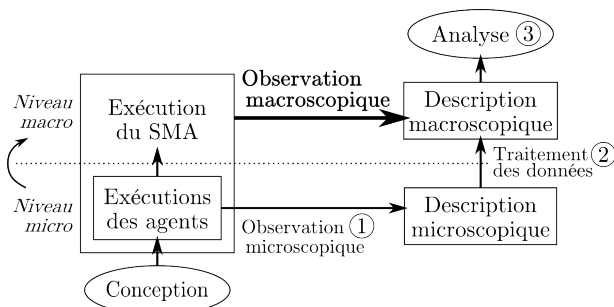 Analyse 3
Observation
macroscopique
Niveau
macro
Exécution
du SMA
Description
macroscopique
Traitement 2
des données
Niveau
micro
Exécutions
des agents
Observation 1
microscopique
Description
microscopique
Conception